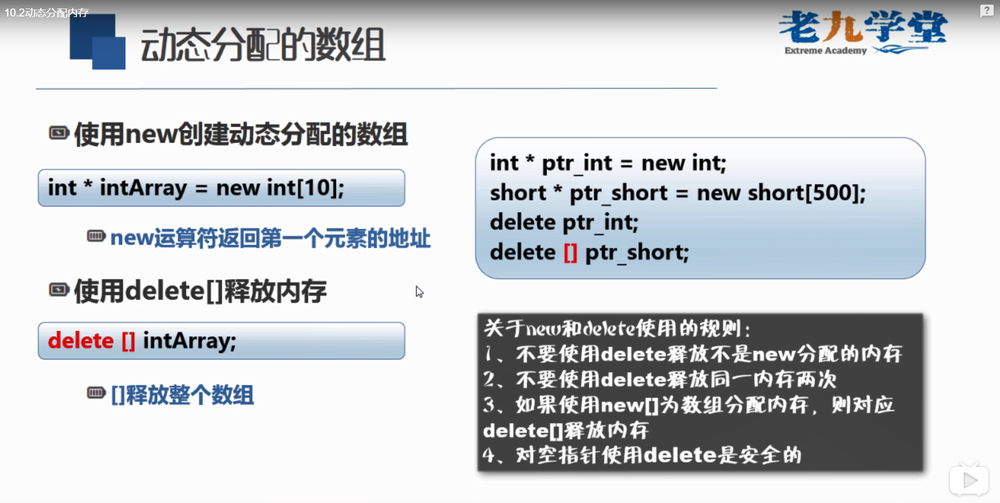 10.2动态分配内存
动态分配的数组
老九学堂
Extreme Academy
使用new创建动态分配的数组
int * intArray = new int[10];
new运算符返回第一个元素的地址
使用delete[]释放内存
delete [] intArray;
[]释放整个数组
int * ptr_int = new int;
short * ptr_short = new short[500];
delete ptr_int;
delete [] ptr_short;
关于new和delete使用的规则：
1、不要使用delete释放不是new分配的内存
2、不要使用delete释放同一内存两次
3、如果使用new[]为数组分配内存，则对应
delete[]释放内存
4、对空指针使用delete是安全的
?